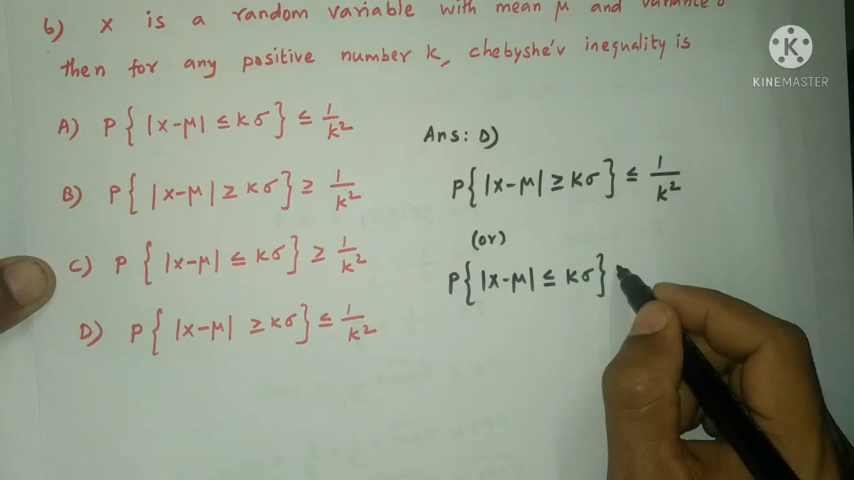 6) X is a random variable with mean μ and variance
then for any positive number k, chebyshe'v inequality is
A) P{ |x-μ| ≤ kσ } ≤ 1/k²
B) P{ |x-μ| ≥ kσ } ≥ 1/k²
C) P{ |x-μ| ≤ kσ } ≥ 1/k²
D) P{ |x-μ| ≥ kσ } ≤ 1/k²
Ans: D)
P{ |X-μ| ≥ kσ } ≤ 1/k²
(or)
P{ |X-μ| ≤ kσ }
K
KINEMASTER